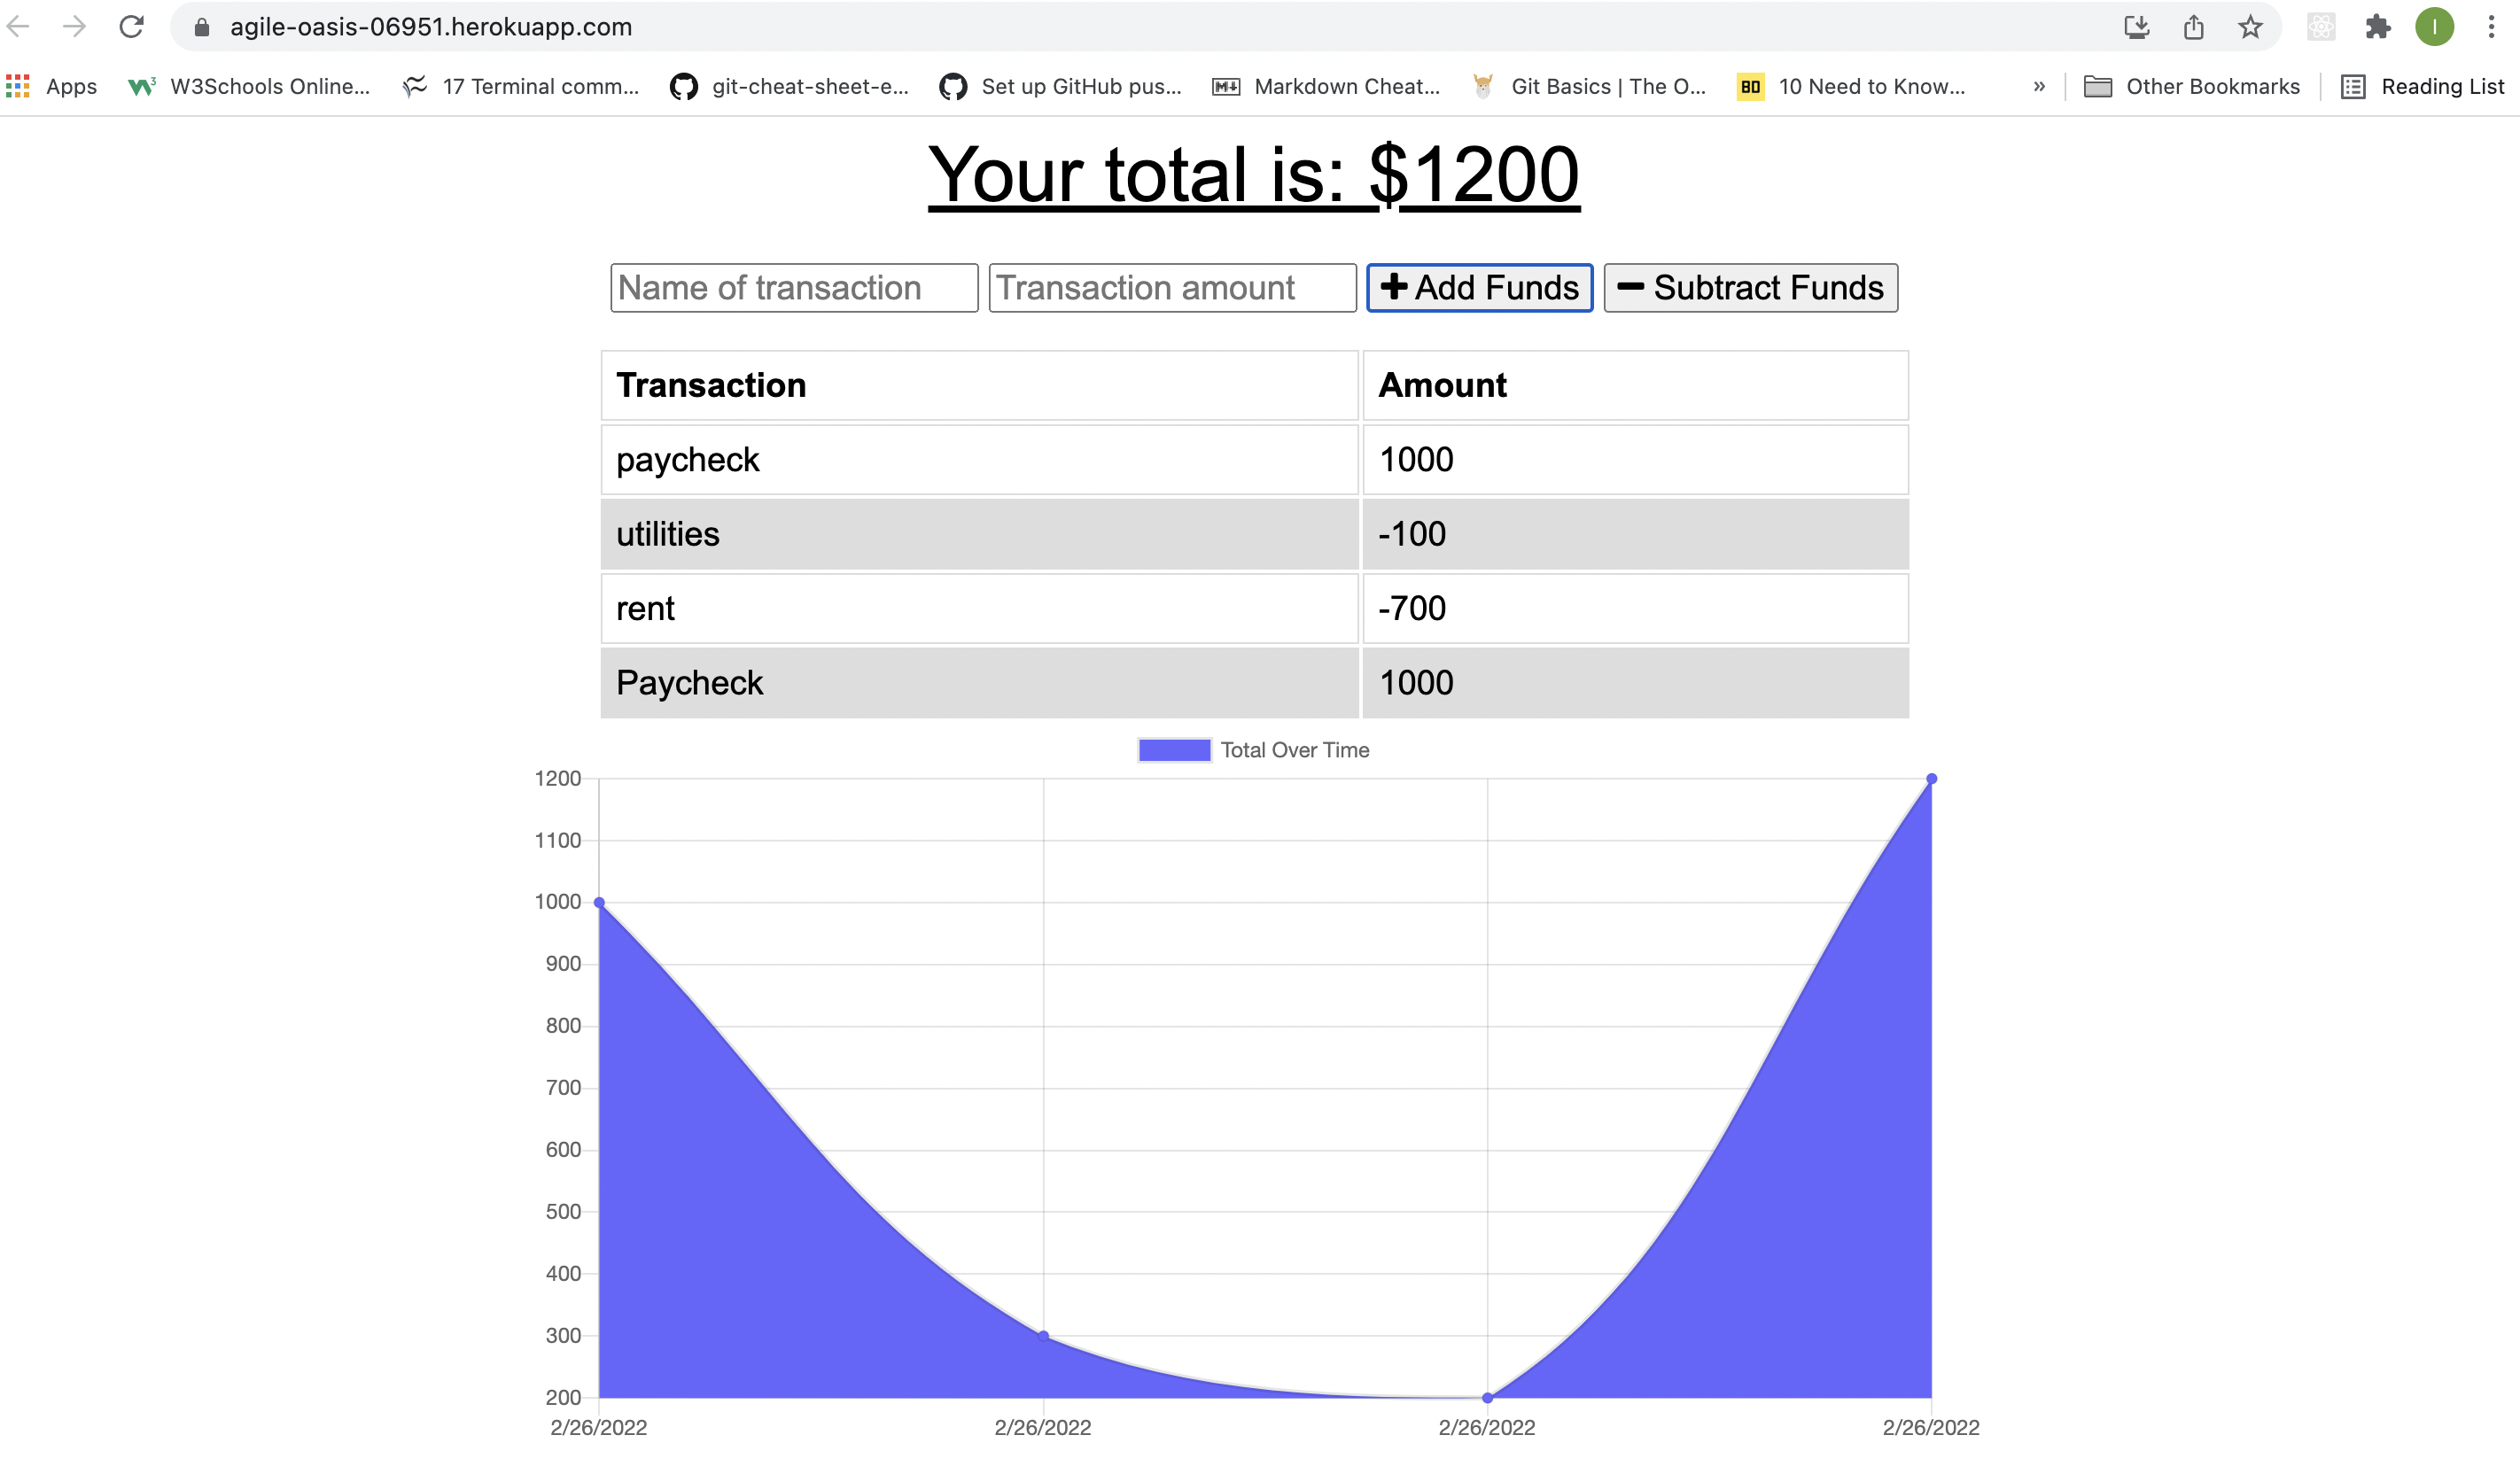 agile-oasis-06951.herokuapp.com
I
Apps W3Schools Online... 17 Terminal comm... git-cheat-sheet-e... Set up GitHub pus... Markdown Cheat... Git Basics | The O... BD 10 Need to Know... » Other Bookmarks Reading List
Your total is: $1200
Name of transaction Transaction amount + Add Funds − Subtract Funds
Transaction Amount
paycheck 1000
utilities -100
rent -700
Paycheck 1000
Total Over Time
1200
1100
1000
900
800
700
600
500
400
300
200
2/26/2022 2/26/2022 2/26/2022 2/26/2022